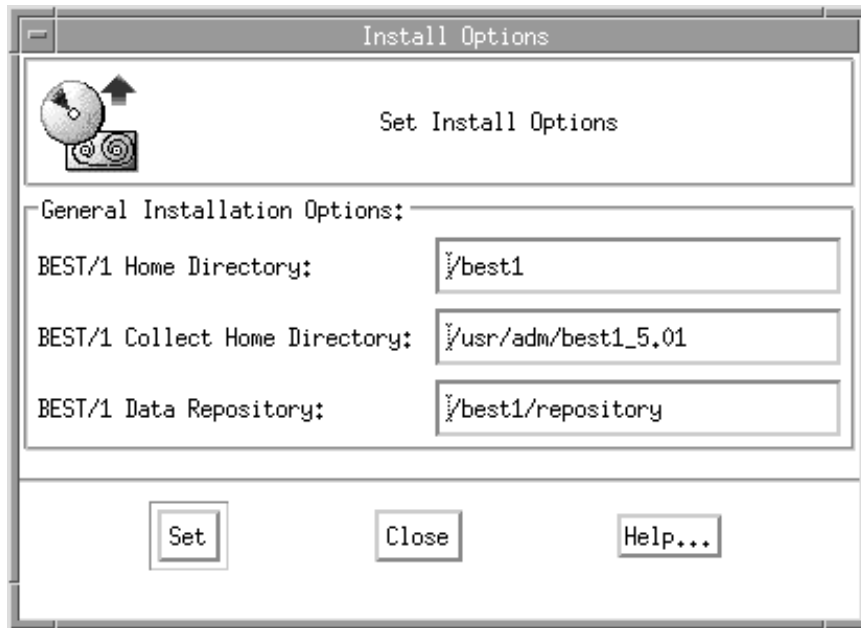 Install Options
Set Install Options
General Installation Options:
BEST/1 Home Directory: /best1
BEST/1 Collect Home Directory: /usr/adm/best1_5.01
BEST/1 Data Repository: /best1/repository
Set Close Help...